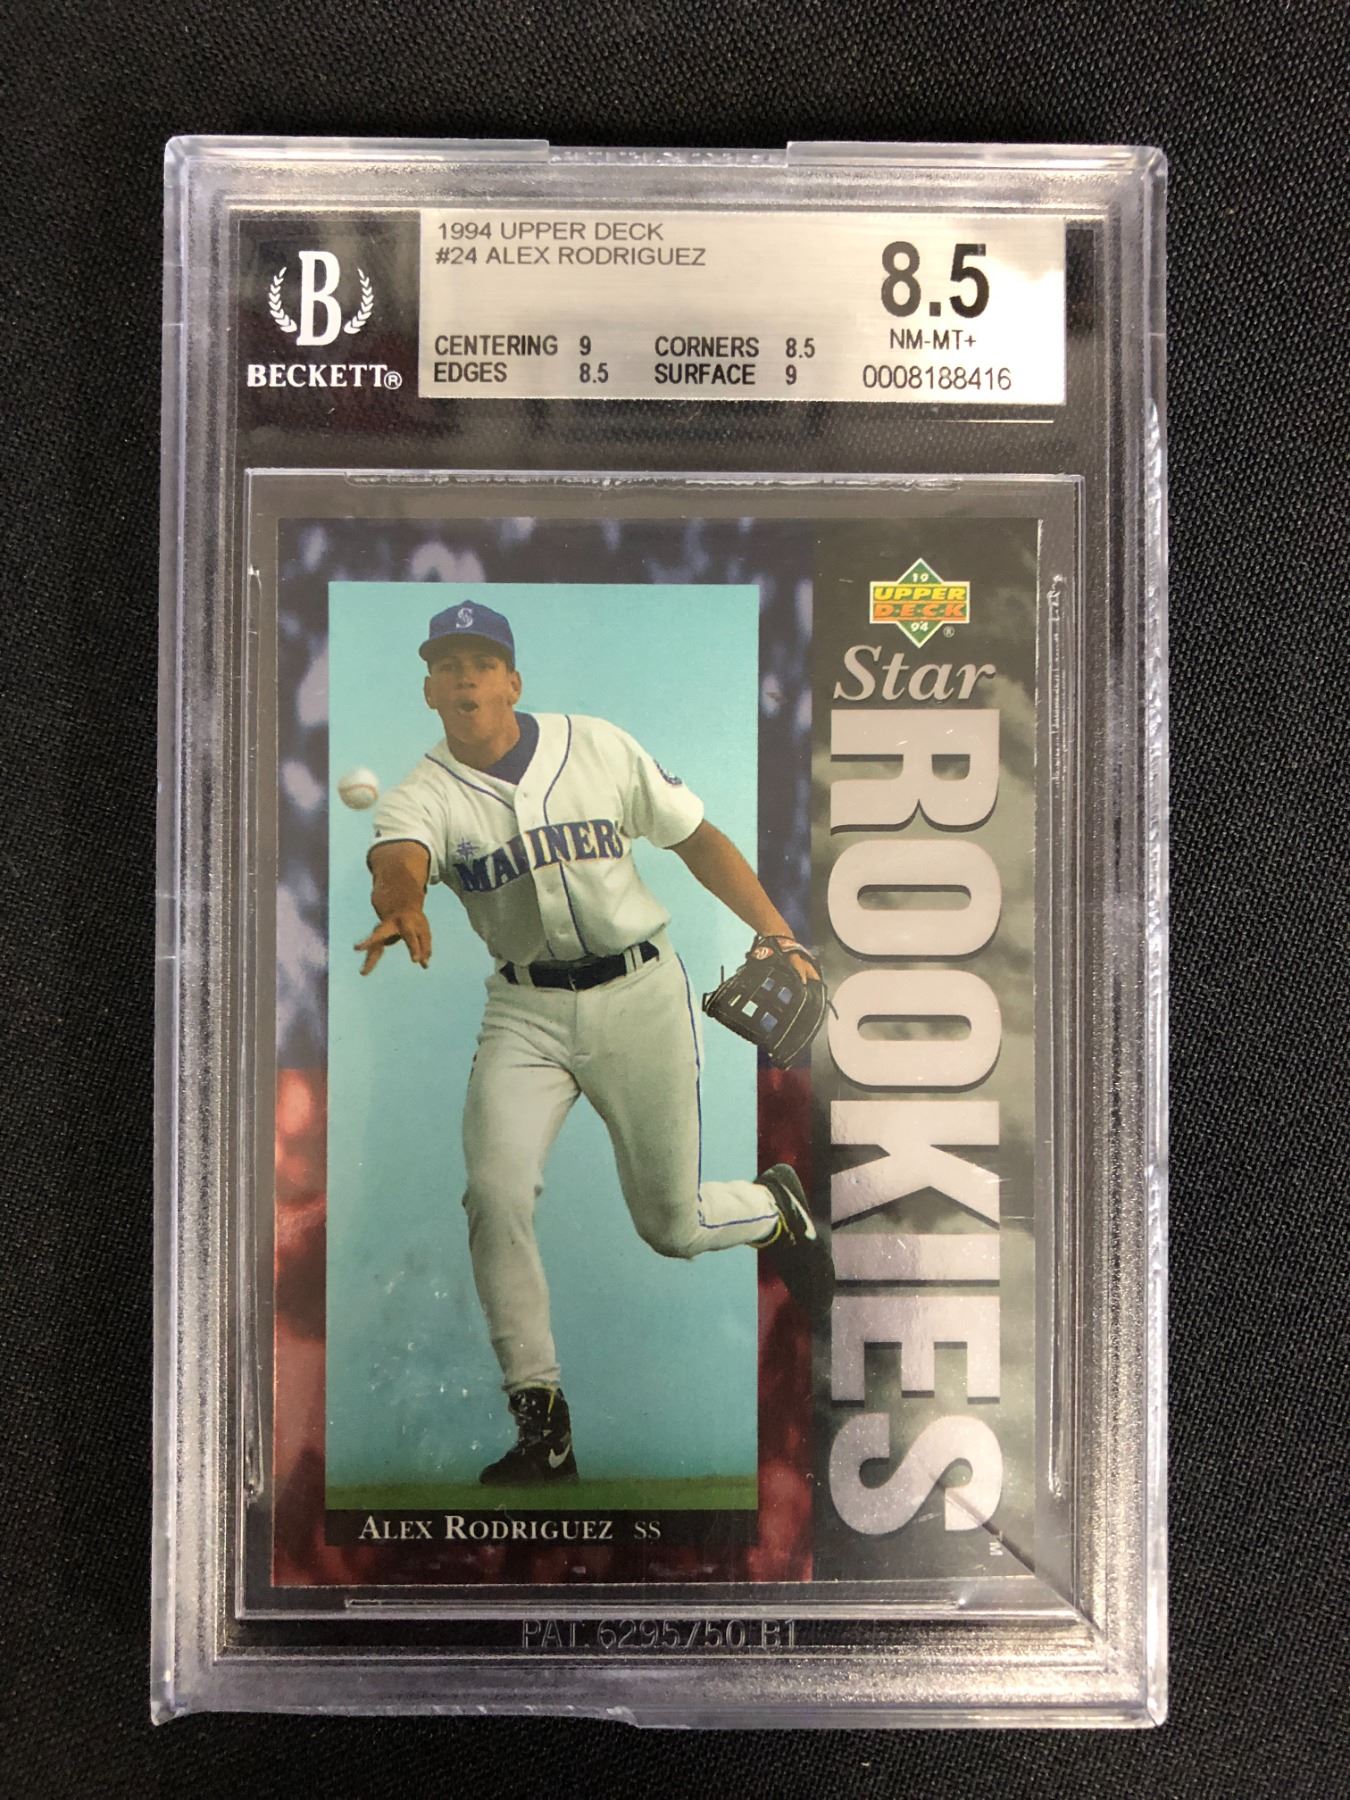 1994 UPPER DECK
#24 ALEX RODRIGUEZ
8.5
NM-MT+
0008188416
CENTERING 9 CORNERS 8.5
EDGES 8.5 SURFACE 9
B
BECKETT®
19
UPPER
D·E·C·K
94 ®
Star
ROOKIES
TM
S
MARINERS
ALEX RODRIGUEZ SS
PAT. 6295750 B1